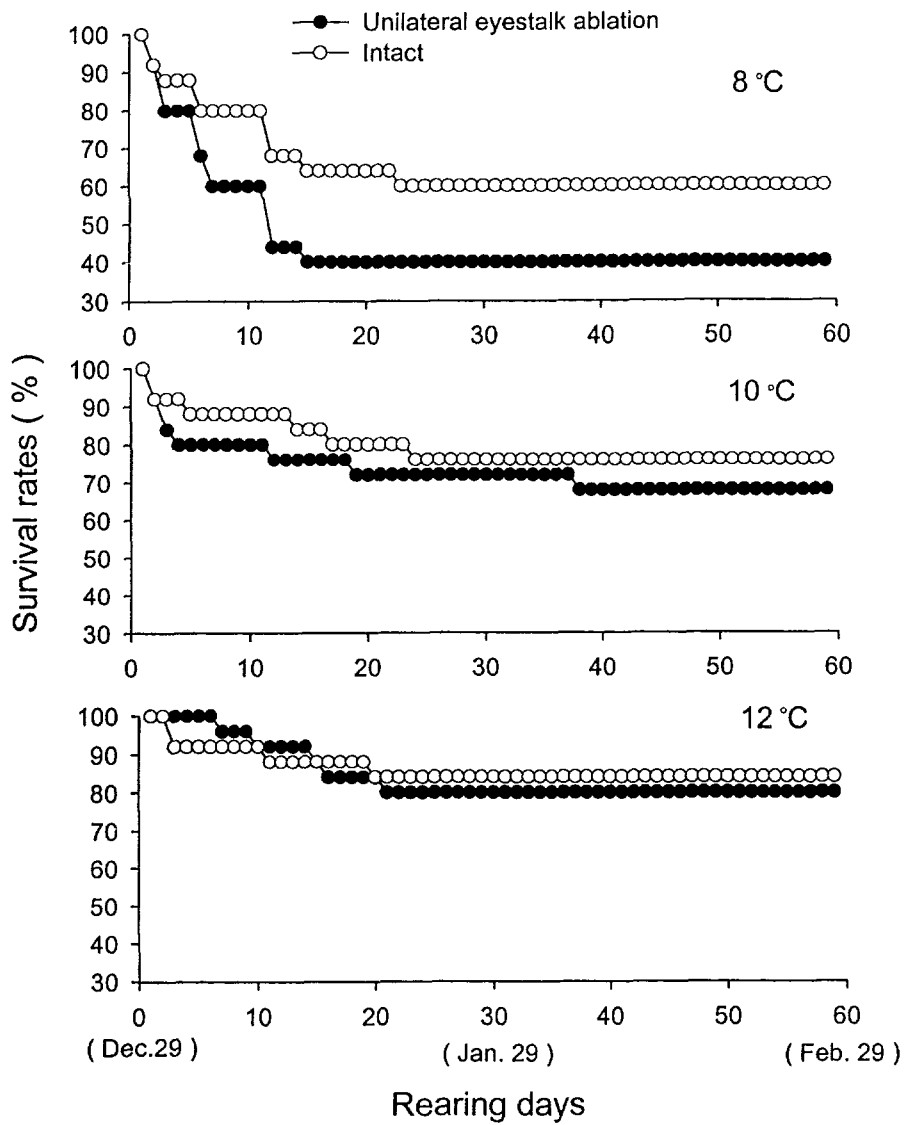 Unilateral eyestalk ablation
Intact
8 °C
100
90
80
70
60
50
40
30
0 10 20 30 40 50 60
10 °C
100
90
80
70
60
50
40
30
0 10 20 30 40 50 60
12 °C
100
90
80
70
60
50
40
30
0 10 20 30 40 50 60
( Dec.29 ) ( Jan. 29 ) ( Feb. 29 )
Survival rates ( % )
Rearing days